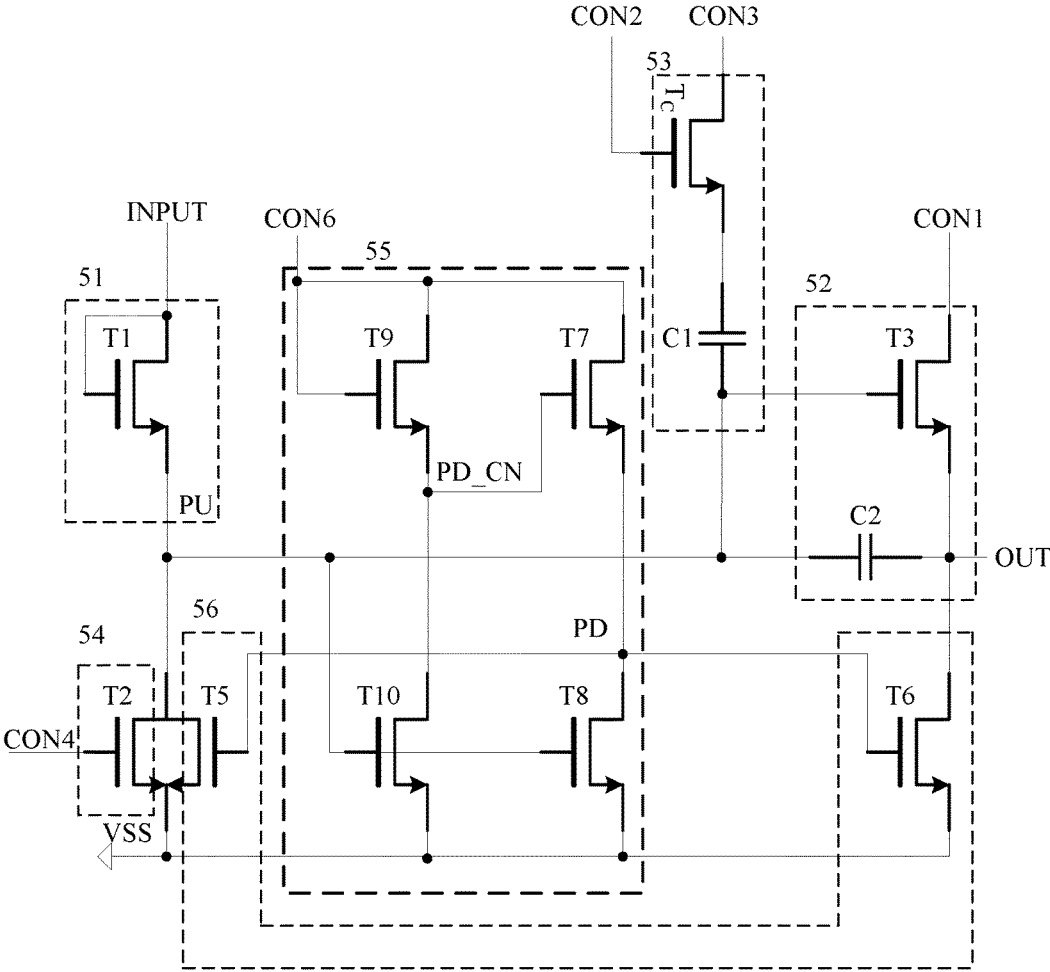 CON2
CON3
53
Tc
INPUT
CON6
CON1
55
51
52
T1
T9
T7
C1
T3
PD_CN
PU
C2
OUT
56
PD
54
T2
T5
T10
T8
T6
CON4
VSS